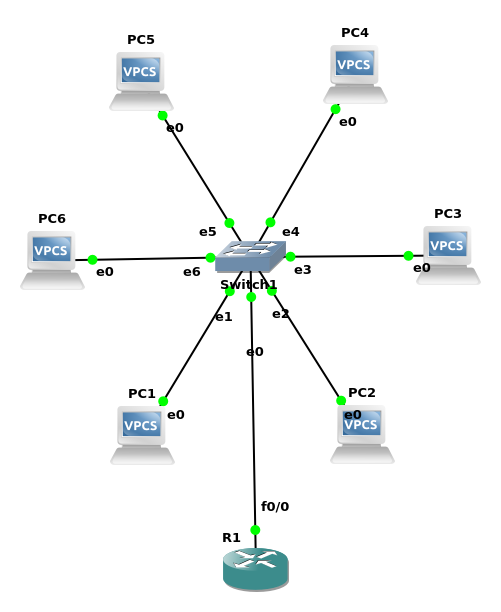 PC5
PC4
VPCS
VPCS
e0
e0
PC6
PC3
e5
e4
VPCS
VPCS
e0
e6
e3
e0
Switch1
e1
e2
e0
PC1
PC2
e0
e0
VPCS
VPCS
f0/0
R1